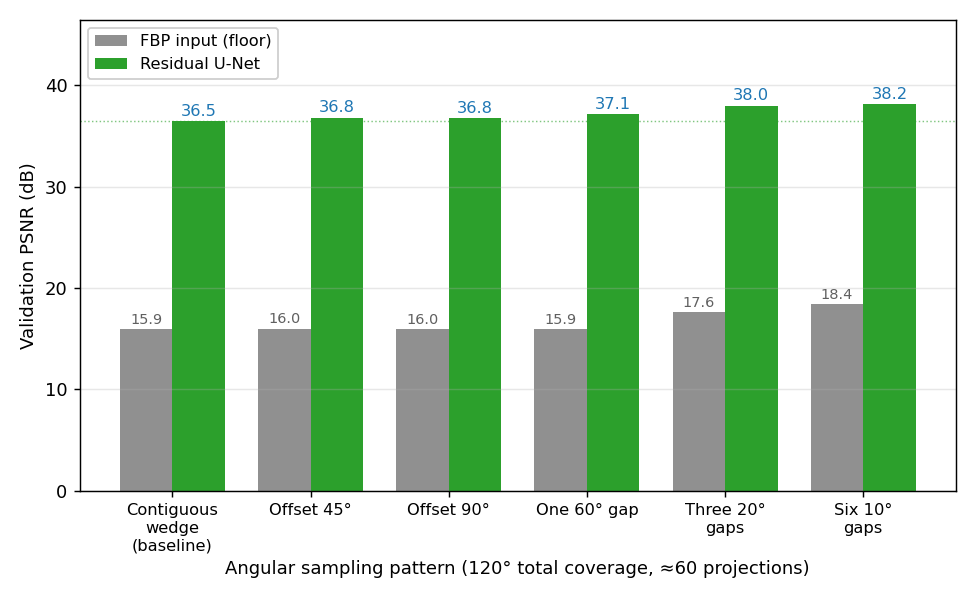 FBP input (floor)
Residual U-Net
Validation PSNR (dB)
40
30
20
10
0
15.9
36.5
16.0
36.8
16.0
36.8
15.9
37.1
17.6
38.0
18.4
38.2
Contiguous
wedge
(baseline)
Offset 45°
Offset 90°
One 60° gap
Three 20°
gaps
Six 10°
gaps
Angular sampling pattern (120° total coverage, ≈60 projections)